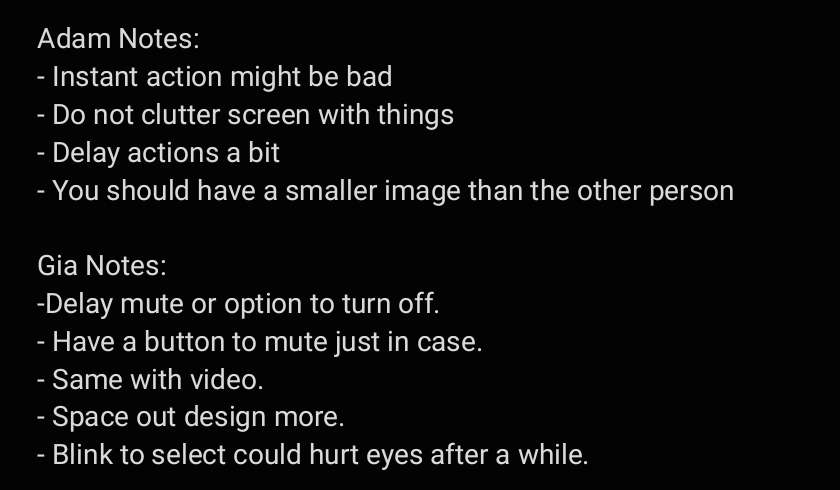 Adam Notes:
- Instant action might be bad
- Do not clutter screen with things
- Delay actions a bit
- You should have a smaller image than the other person
Gia Notes:
-Delay mute or option to turn off.
- Have a button to mute just in case.
- Same with video.
- Space out design more.
- Blink to select could hurt eyes after a while.